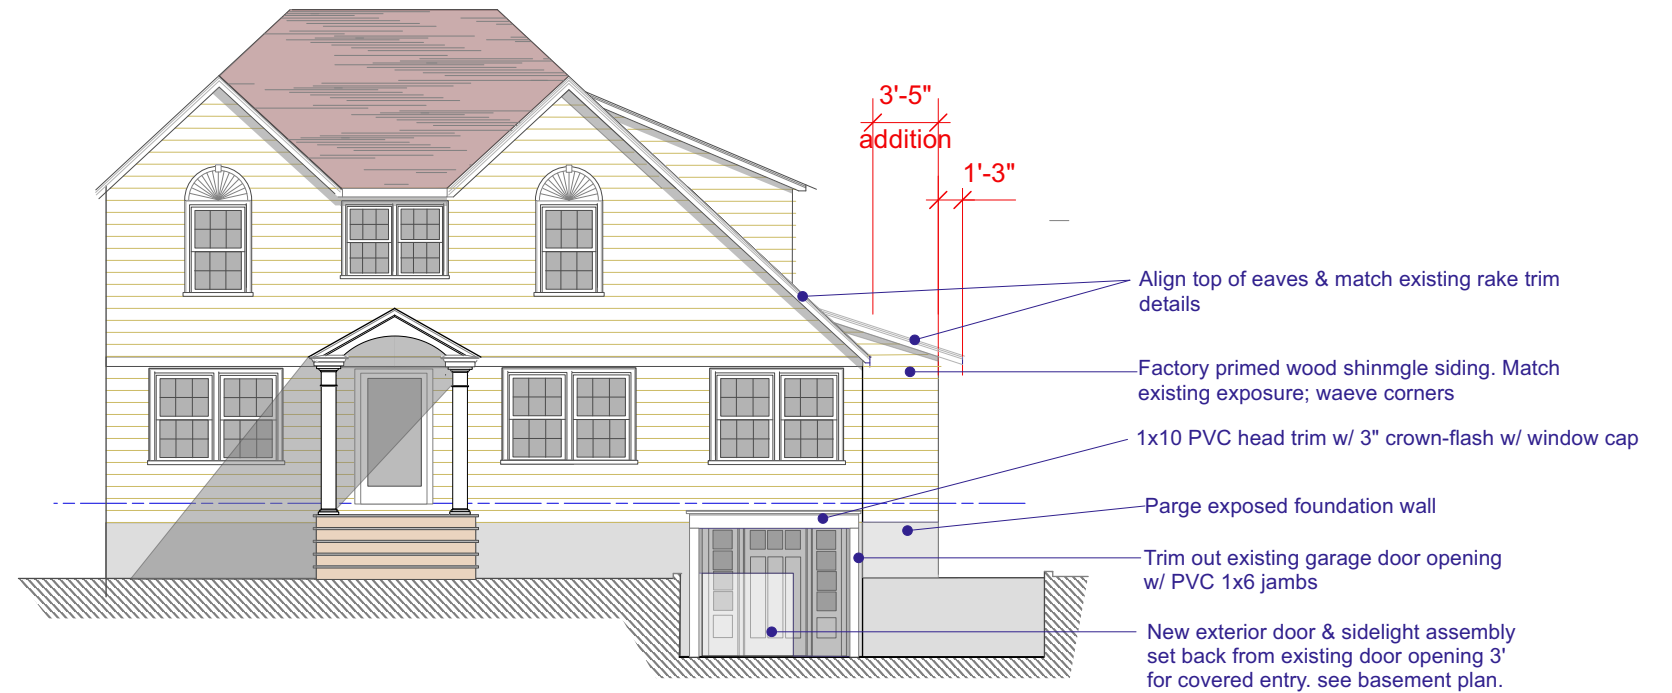 3'-5"
addition
1'-3"
Align top of eaves & match existing rake trim
details
Factory primed wood shinmgle siding. Match
existing exposure; waeve corners
1x10 PVC head trim w/ 3" crown-flash w/ window cap
Parge exposed foundation wall
Trim out existing garage door opening
w/ PVC 1x6 jambs
New exterior door & sidelight assembly
set back from existing door opening 3'
for covered entry. see basement plan.